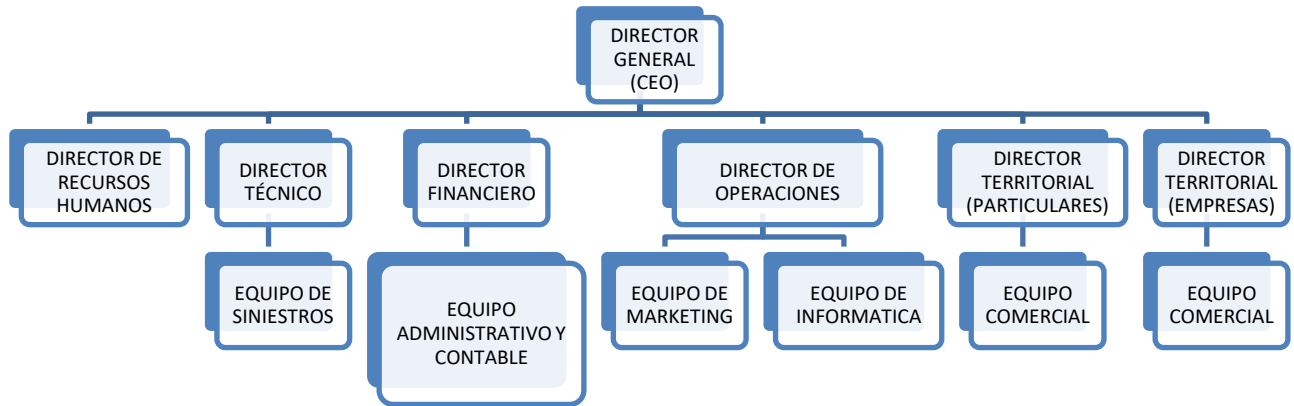 DIRECTOR
GENERAL
(CEO)
DIRECTOR DE
RECURSOS
HUMANOS
DIRECTOR
TÉCNICO
DIRECTOR
FINANCIERO
DIRECTOR DE
OPERACIONES
DIRECTOR
TERRITORIAL
(PARTICULARES)
DIRECTOR
TERRITORIAL
(EMPRESAS)
EQUIPO DE
SINIESTROS
EQUIPO
ADMINISTRATIVO Y
CONTABLE
EQUIPO DE
MARKETING
EQUIPO DE
INFORMATICA
EQUIPO
COMERCIAL
EQUIPO
COMERCIAL